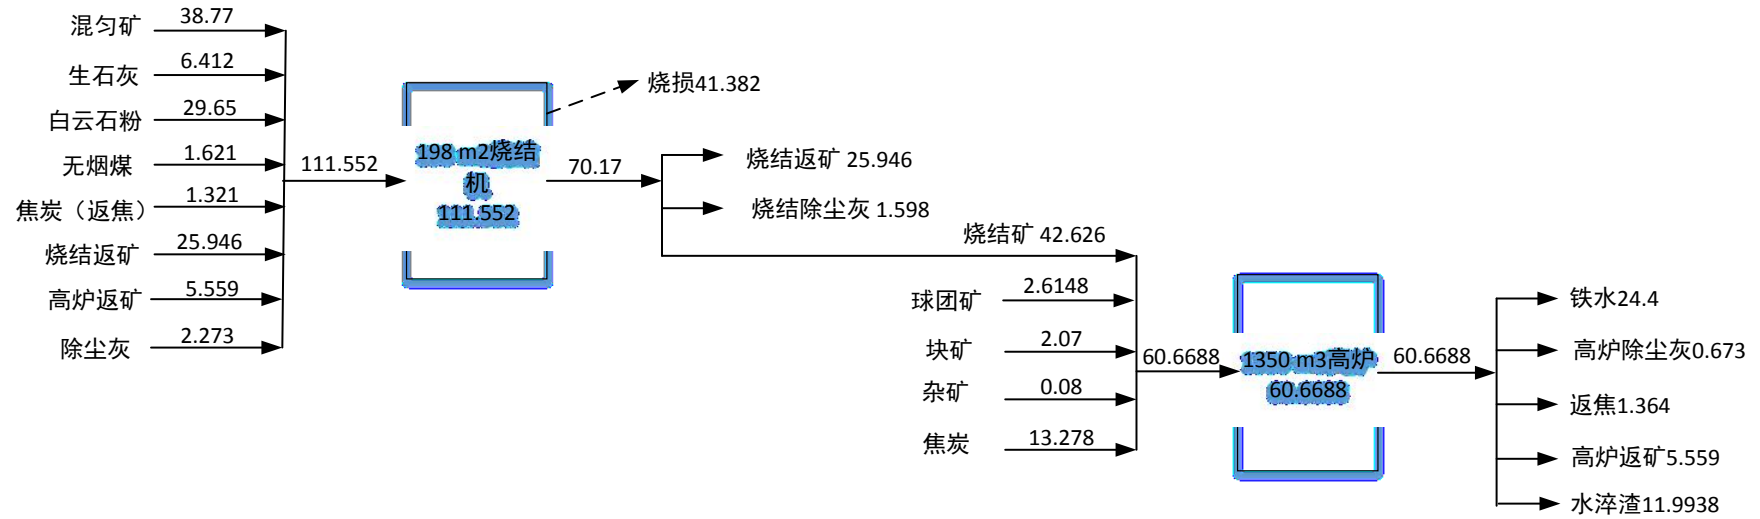 混匀矿 38.77
生石灰 6.412
白云石粉 29.65
无烟煤 1.621
焦炭（返焦） 1.321
烧结返矿 25.946
高炉返矿 5.559
除尘灰 2.273
111.552
198 m2烧结
机
111.552
烧损41.382
70.17
烧结返矿 25.946
烧结除尘灰 1.598
烧结矿 42.626
球团矿 2.6148
块矿 2.07
杂矿 0.08
焦炭 13.278
60.6688
1350 m3高炉
60.6688
60.6688
铁水24.4
高炉除尘灰0.673
返焦1.364
高炉返矿5.559
水淬渣11.9938